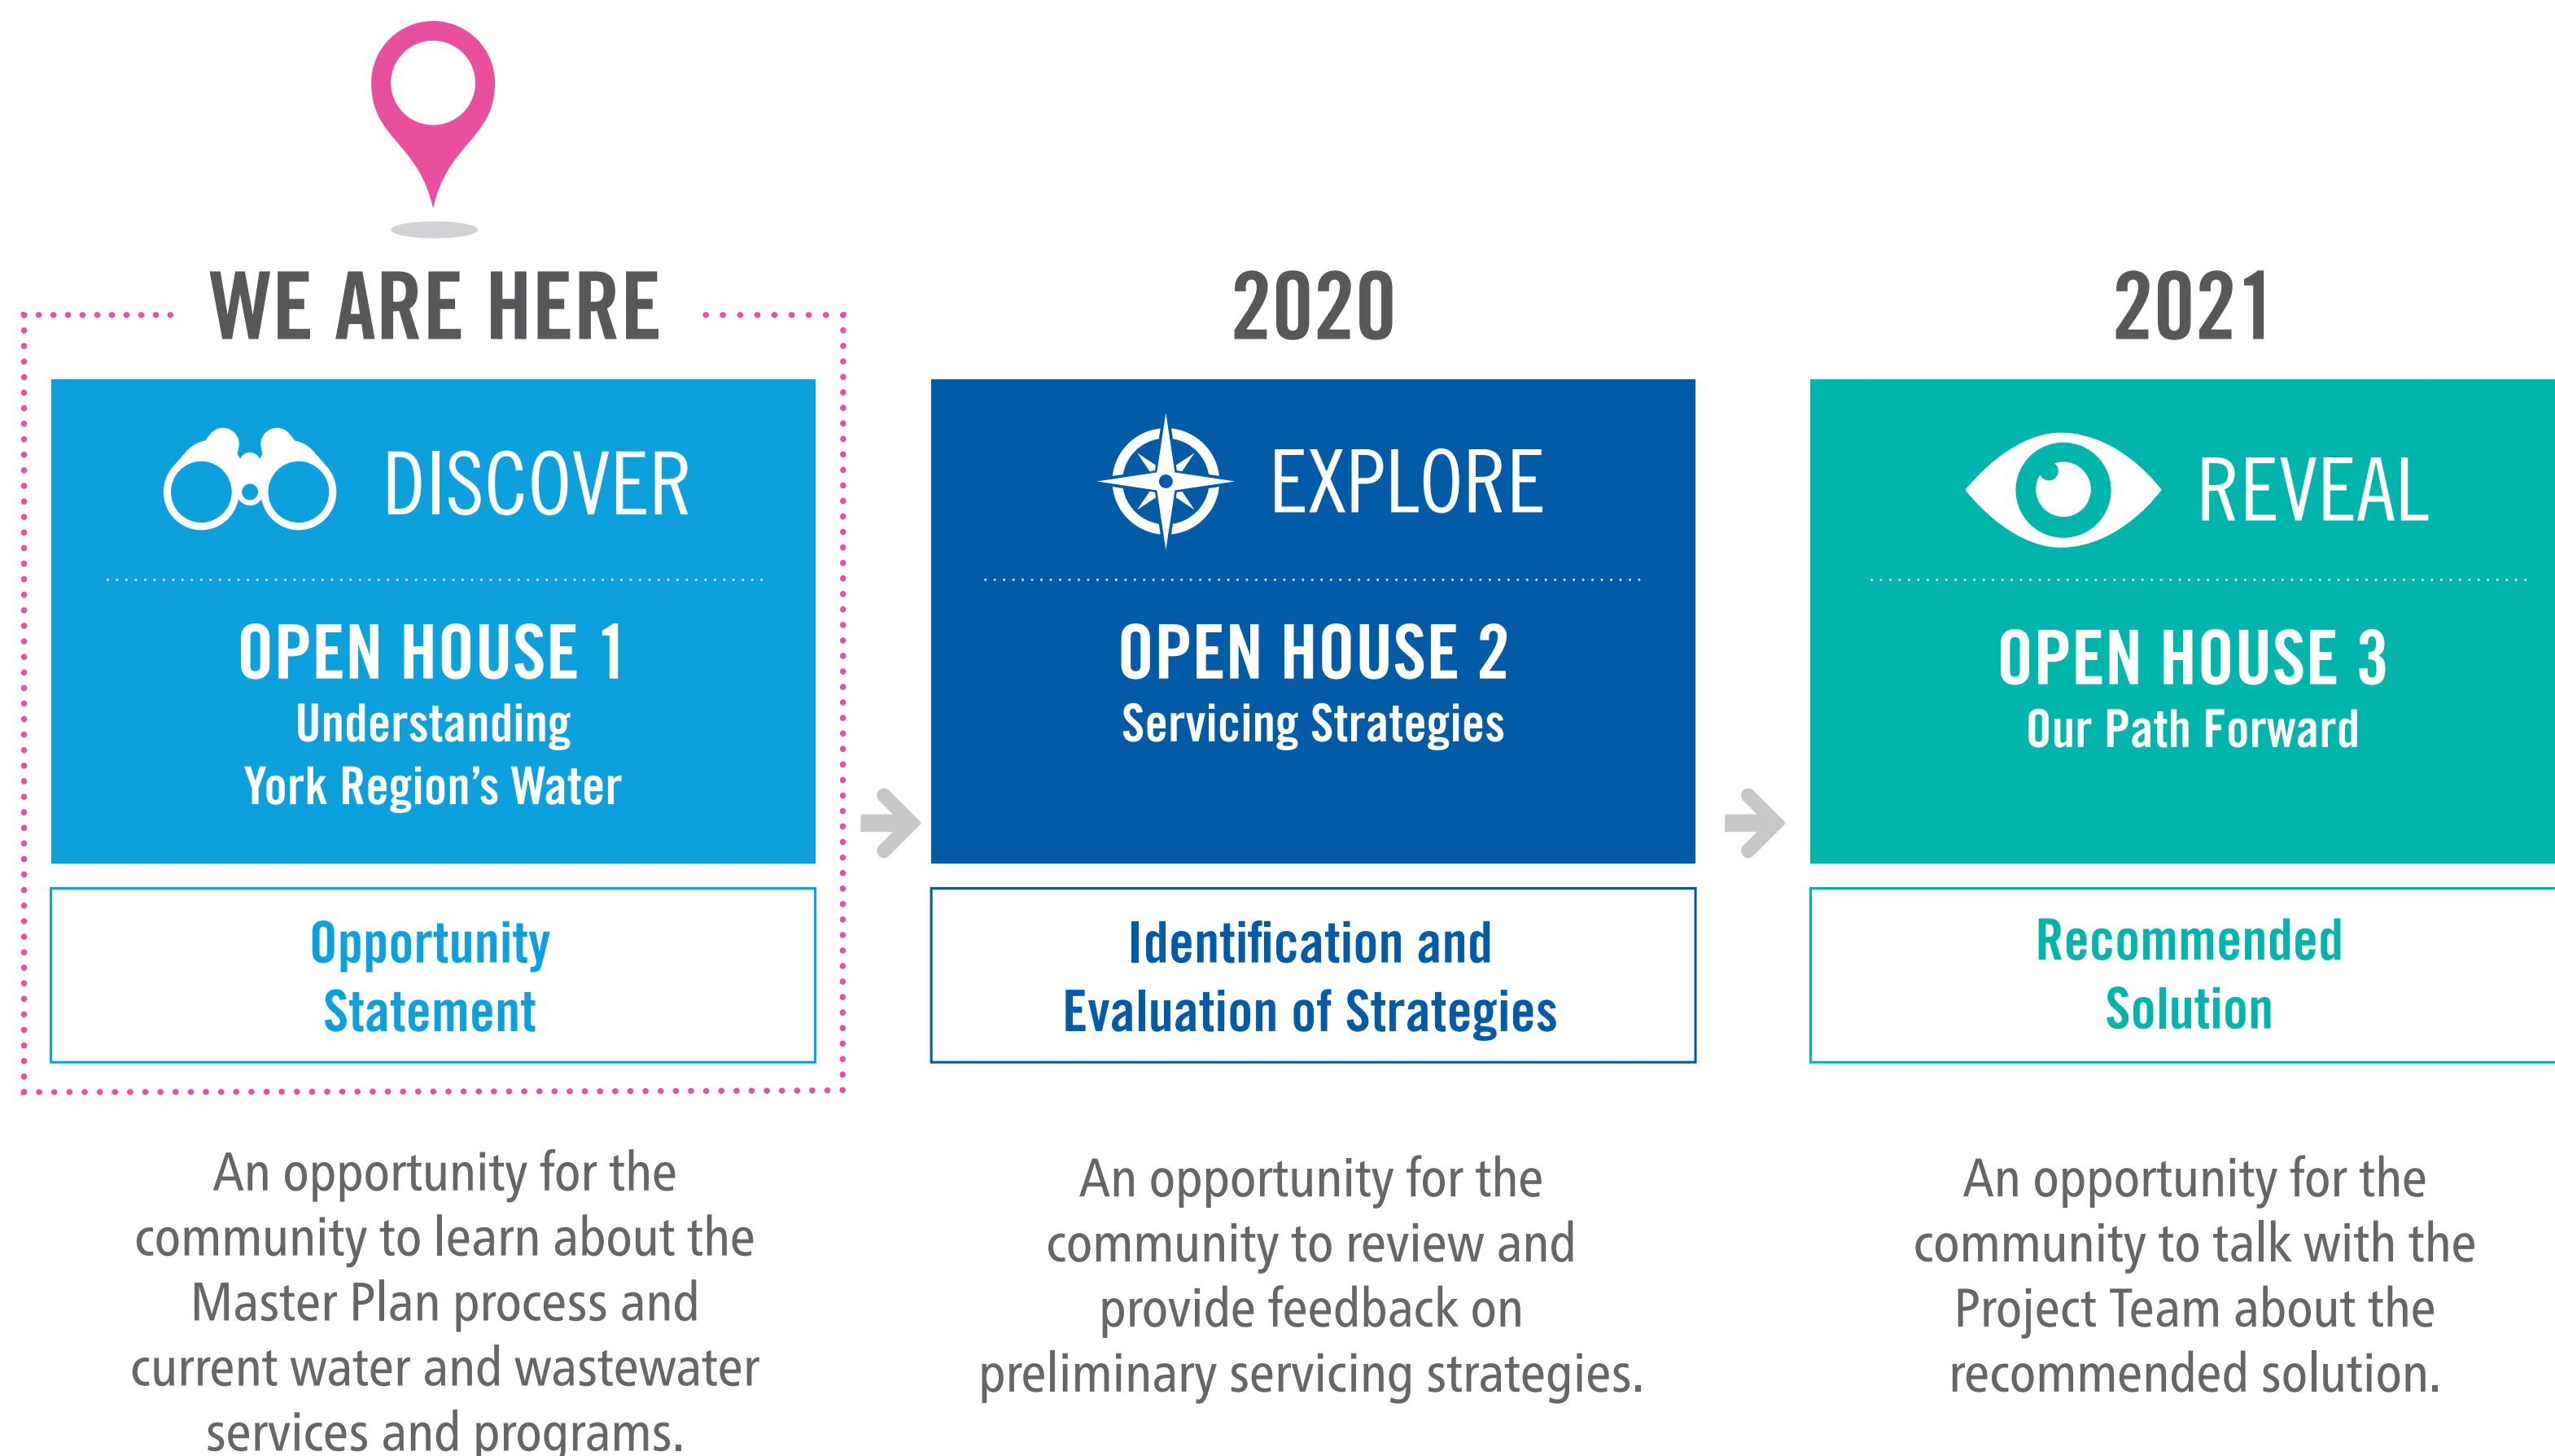 WE ARE HERE
DISCOVER
OPEN HOUSE 1
Understanding
York Region’s Water
Opportunity
Statement
An opportunity for the
community to learn about the
Master Plan process and
current water and wastewater
services and programs.
2020
EXPLORE
OPEN HOUSE 2
Servicing Strategies
Identification and
Evaluation of Strategies
An opportunity for the
community to review and
provide feedback on
preliminary servicing strategies.
2021
REVEAL
OPEN HOUSE 3
Our Path Forward
Recommended
Solution
An opportunity for the
community to talk with the
Project Team about the
recommended solution.